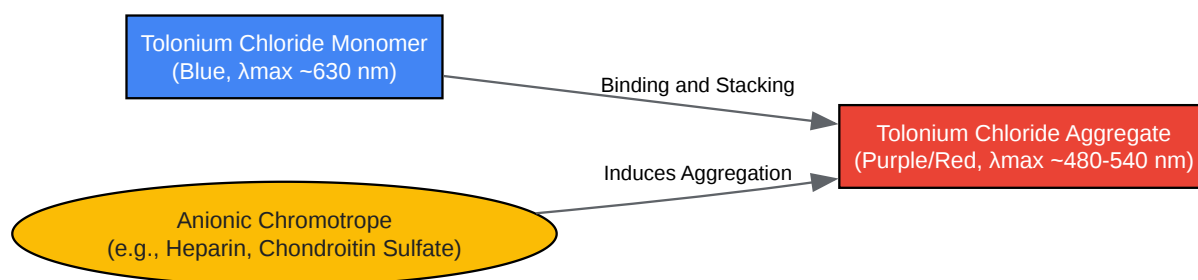 Tolonium Chloride Monomer
(Blue, λmax ~630 nm)
Binding and Stacking
Tolonium Chloride Aggregate
(Purple/Red, λmax ~480-540 nm)
Induces Aggregation
Anionic Chromotrope
(e.g., Heparin, Chondroitin Sulfate)